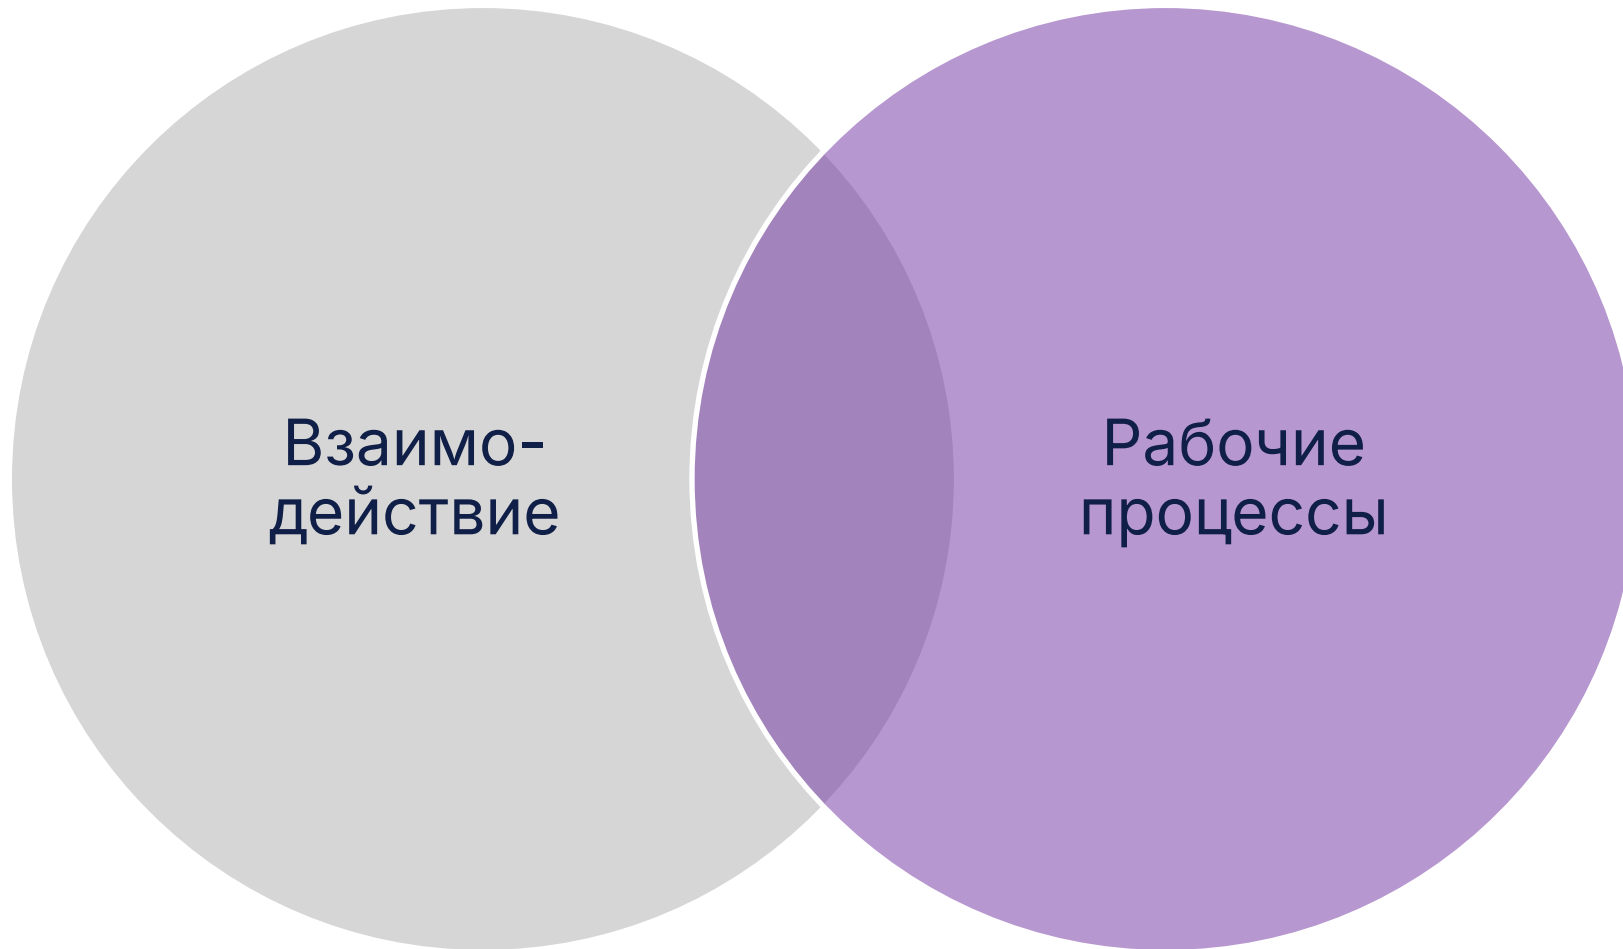 Взаимо-
действие
Рабочие
процессы